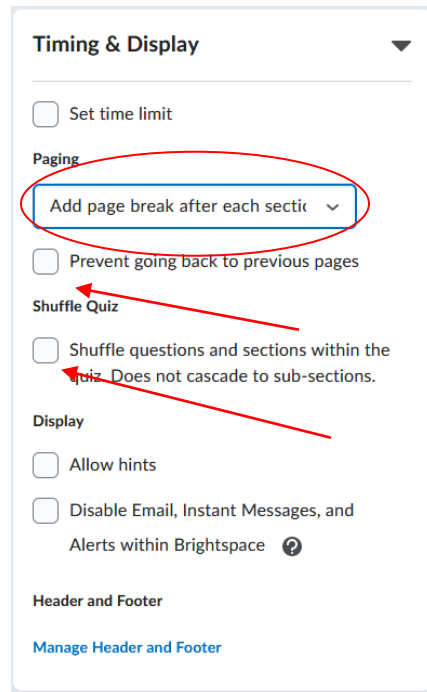 Timing & Display
Set time limit
Paging
Add page break after each sectic
Prevent going back to previous pages
Shuffle Quiz
Shuffle questions and sections within the
quiz. Does not cascade to sub-sections.
Display
Allow hints
Disable Email, Instant Messages, and
Alerts within Brightspace ?
Header and Footer
Manage Header and Footer